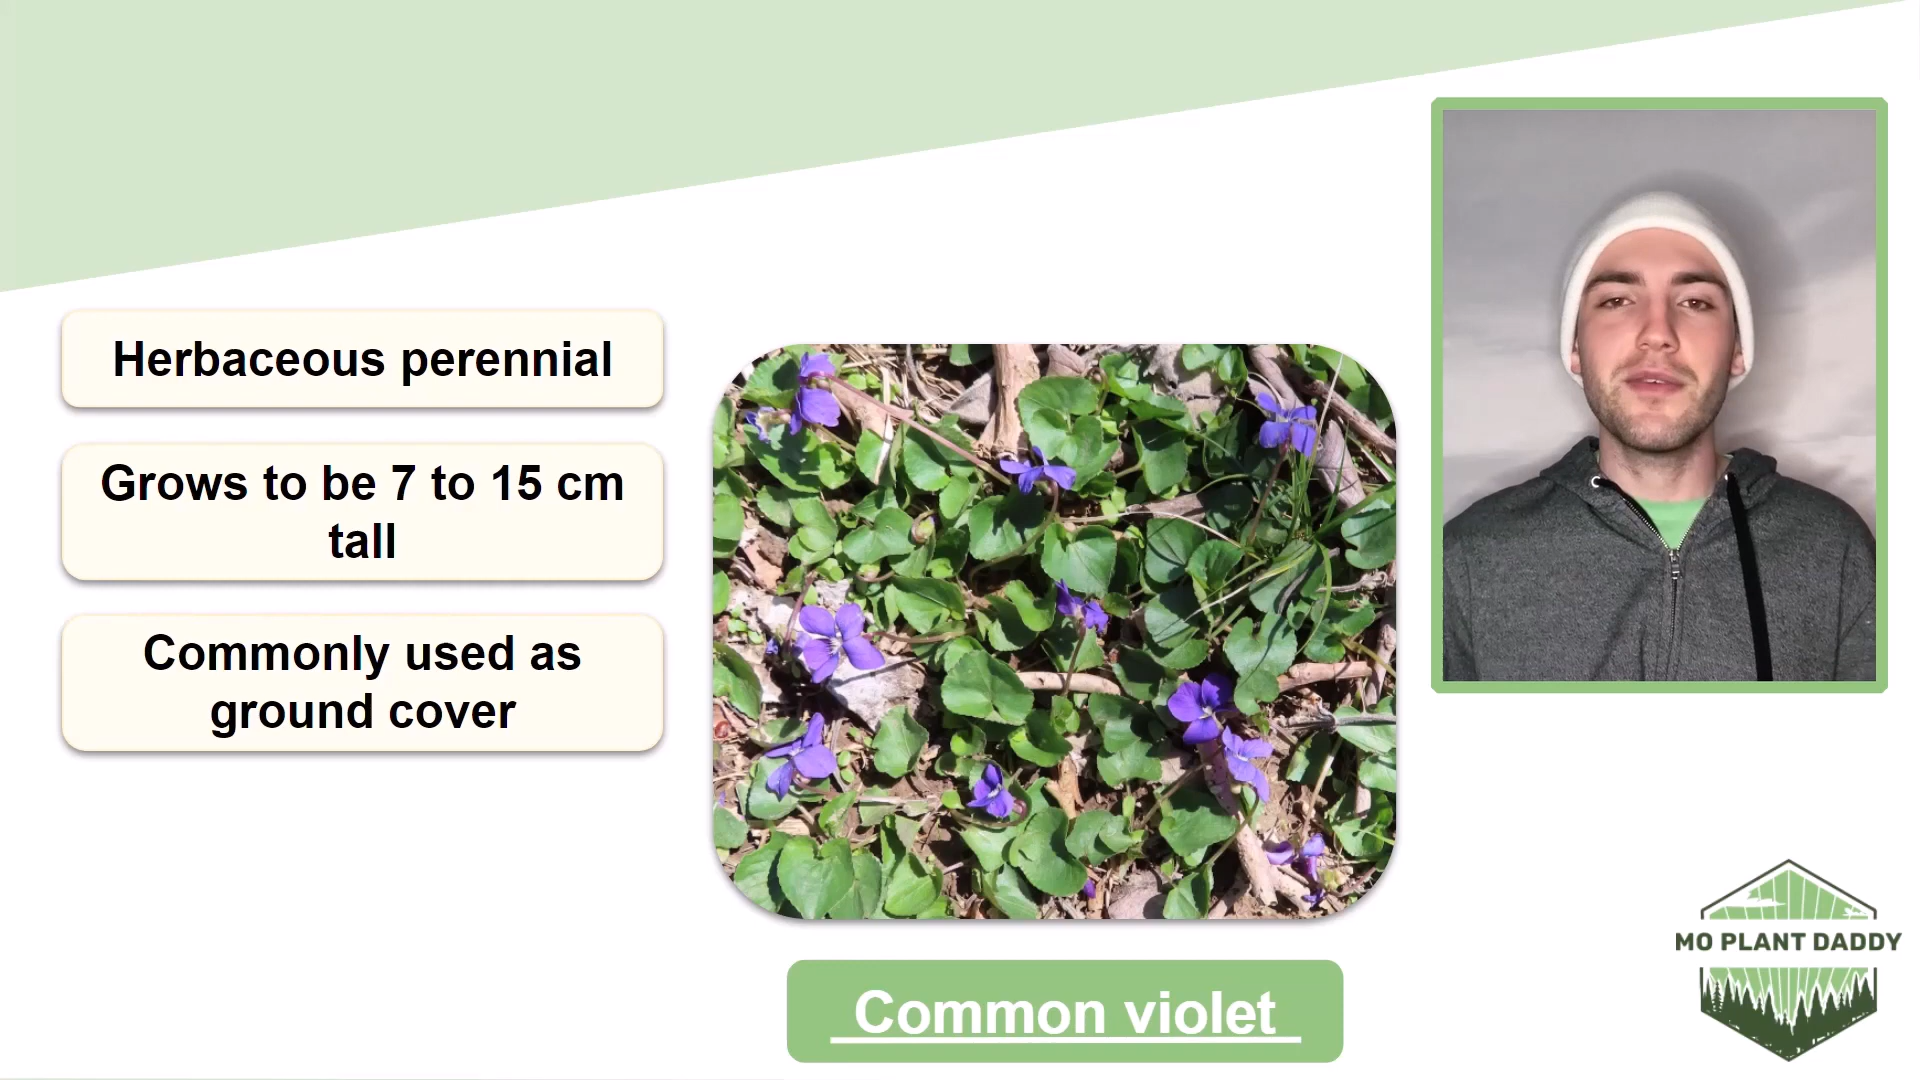 Herbaceous perennial
Grows to be 7 to 15 cm
tall
Commonly used as
ground cover
Common violet
MO PLANT DADDY